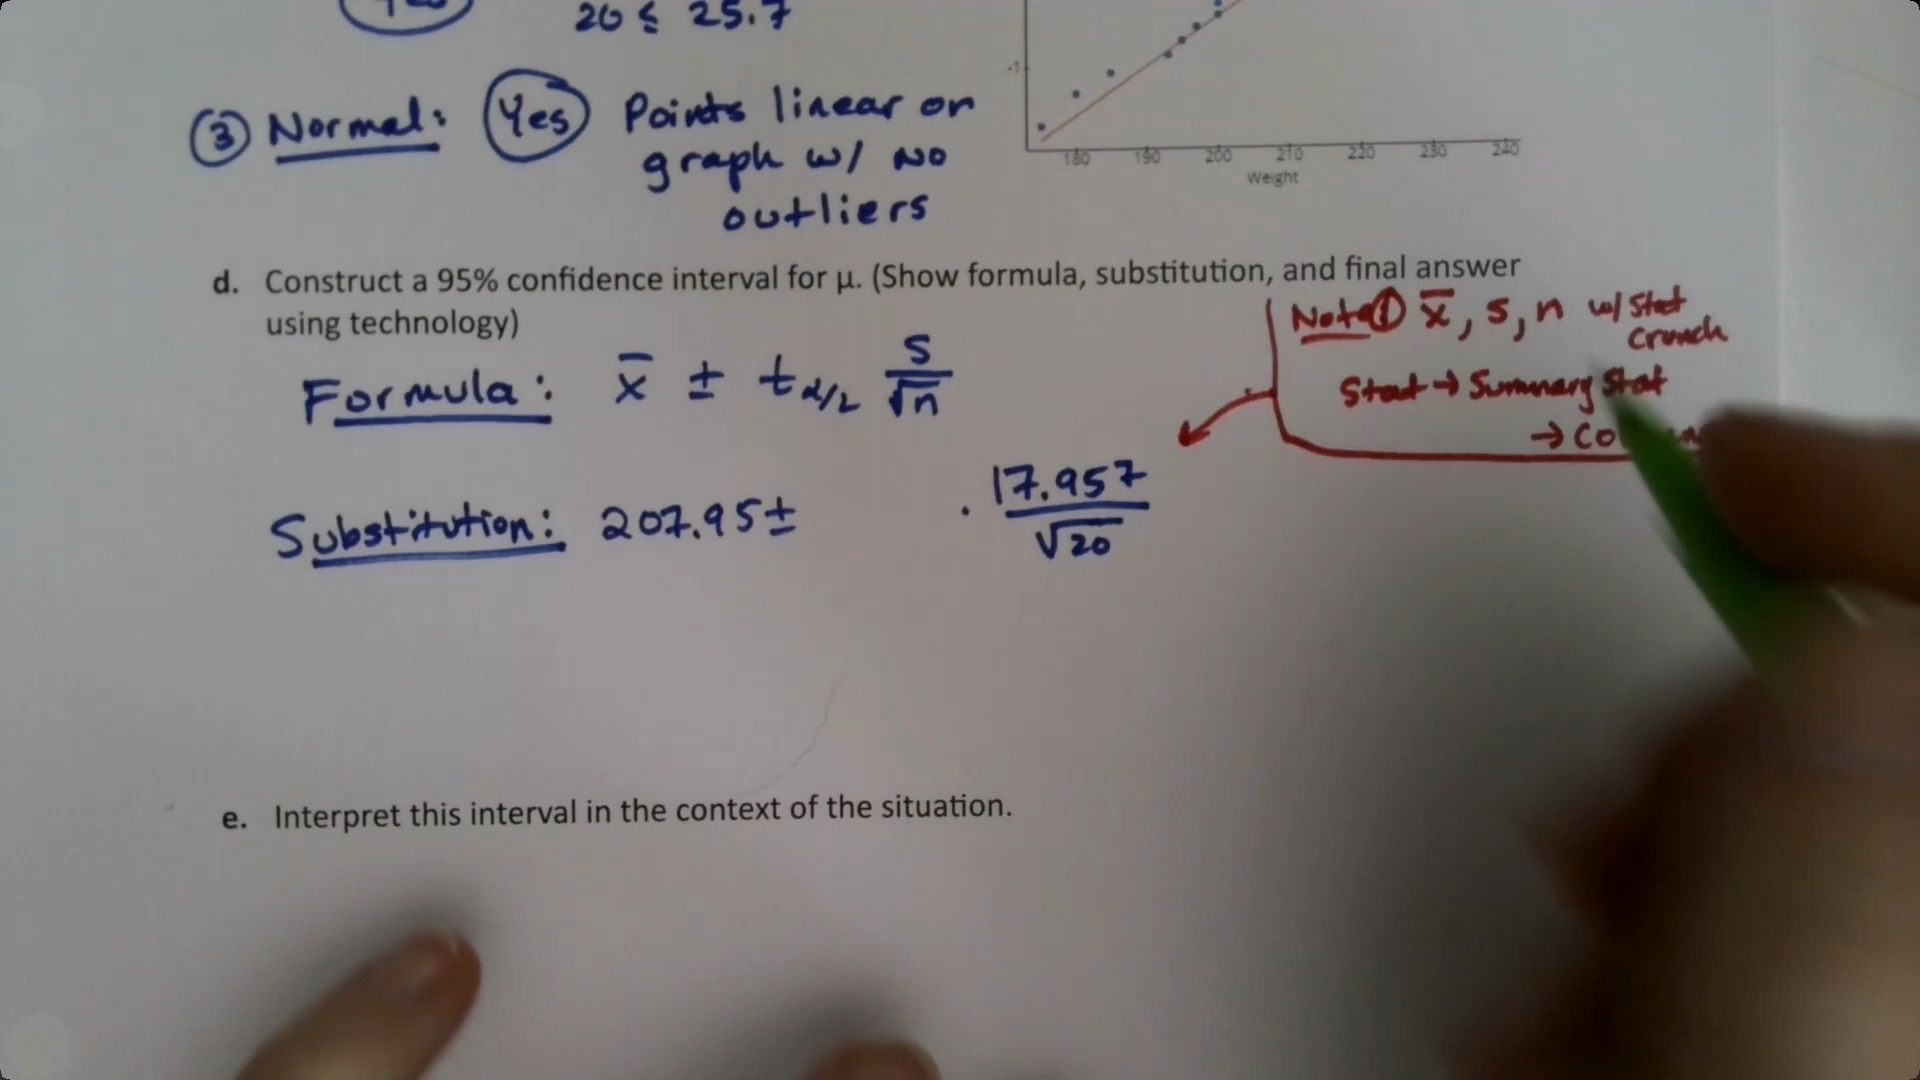 20 ≤ 25.7
③ Normal: Yes Points linear on
graph w/ No
outliers
-1
180 190 200 210 220 230 240
Weight
d. Construct a 95% confidence interval for μ. (Show formula, substitution, and final answer
using technology)
Note① x̄, s, n w/ Stat
Crunch
Stat → Summary Stat
→
Formula: x̄ ± t α/2 s/√n
Substitution: 207.95 ± · 17.957/√20
e. Interpret this interval in the context of the situation.